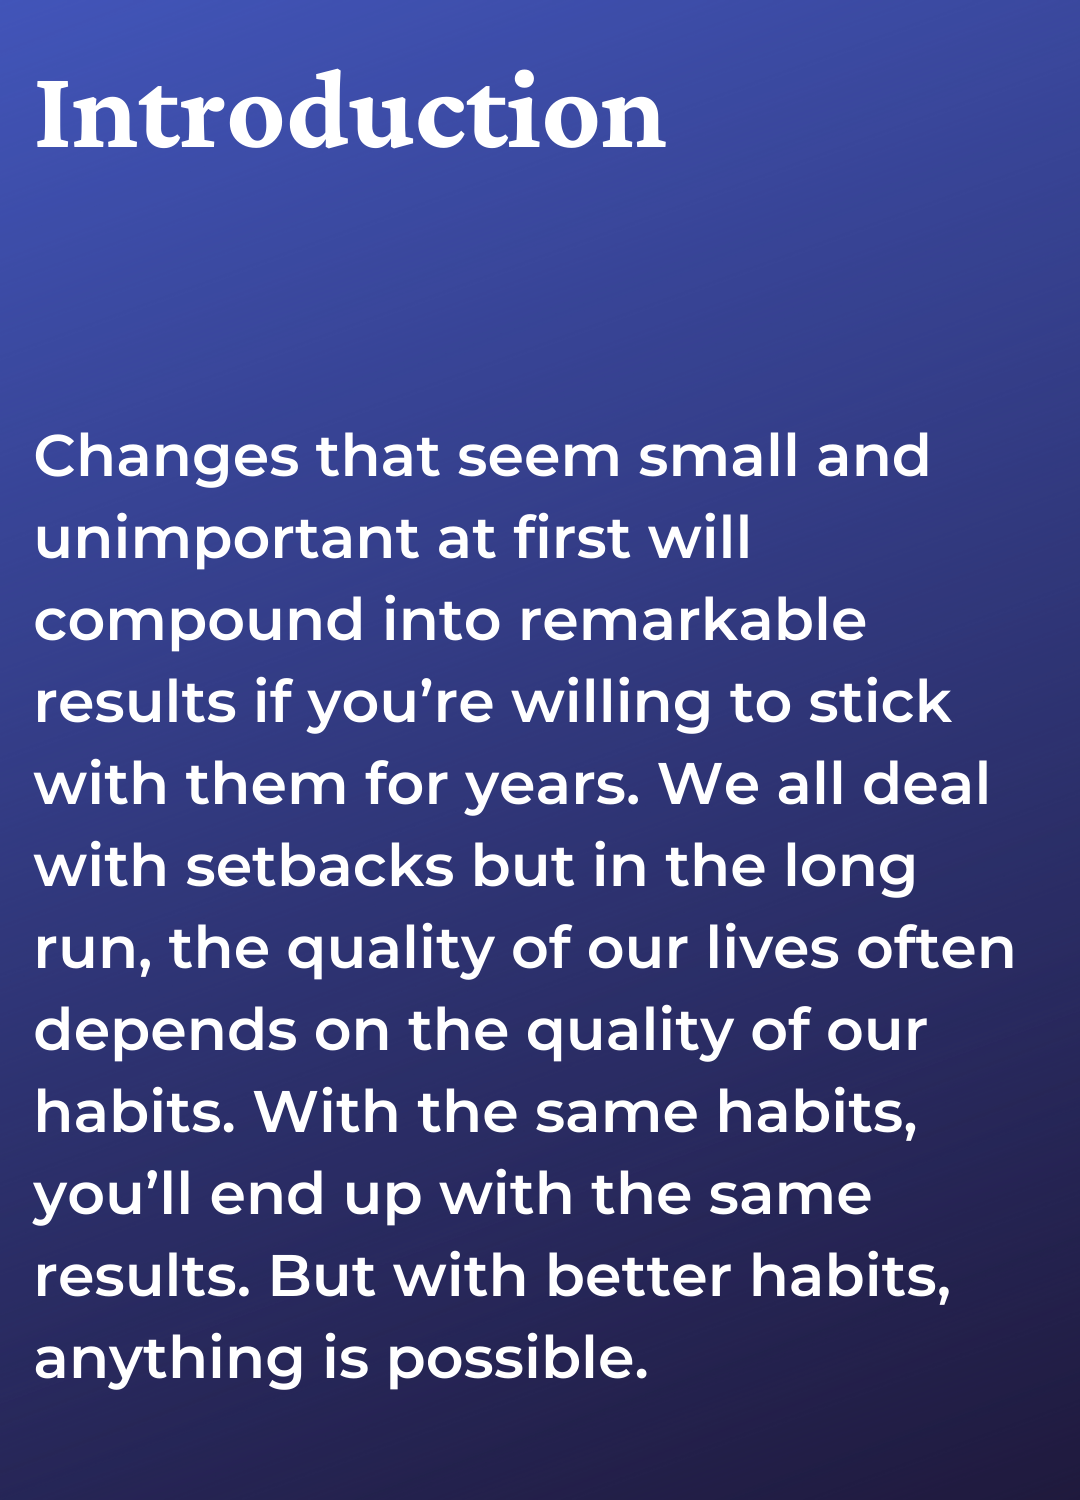 Introduction
Changes that seem small and
unimportant at first will
compound into remarkable
results if you’re willing to stick
with them for years. We all deal
with setbacks but in the long
run, the quality of our lives often
depends on the quality of our
habits. With the same habits,
you’ll end up with the same
results. But with better habits,
anything is possible.